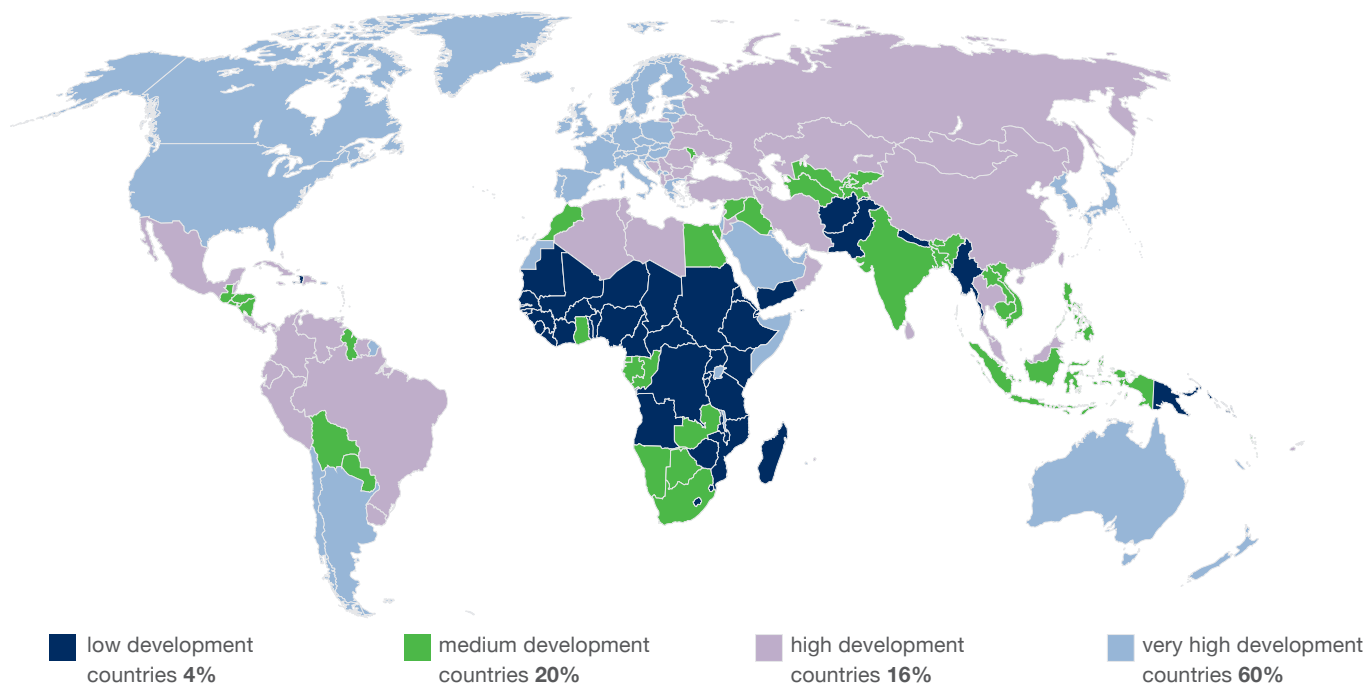 low development
countries 4%
medium development
countries 20%
high development
countries 16%
very high development
countries 60%